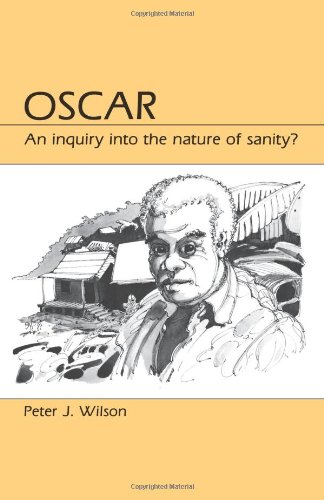 OSCAR
An inquiry into the nature of sanity?
Peter J. Wilson